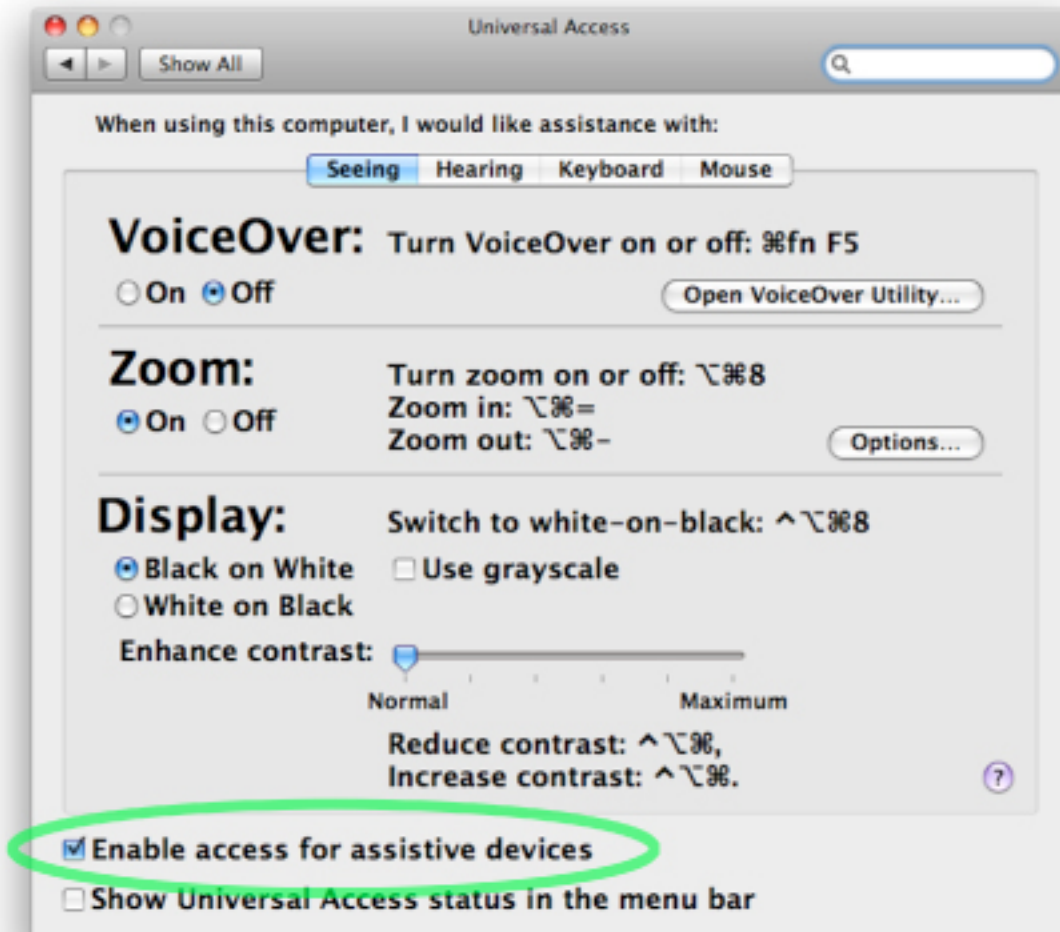 Universal Access
Show All
When using this computer, I would like assistance with:
Seeing Hearing Keyboard Mouse
VoiceOver: Turn VoiceOver on or off: ⌘fn F5
On Off Open VoiceOver Utility...
Zoom: Turn zoom on or off: ⌥⌘8
On Off Zoom in: ⌥⌘=
Zoom out: ⌥⌘- Options...
Display: Switch to white-on-black: ^⌥⌘8
Black on White Use grayscale
White on Black
Enhance contrast:
Normal Maximum
Reduce contrast: ^⌥⌘,
Increase contrast: ^⌥⌘. ?
Enable access for assistive devices
Show Universal Access status in the menu bar